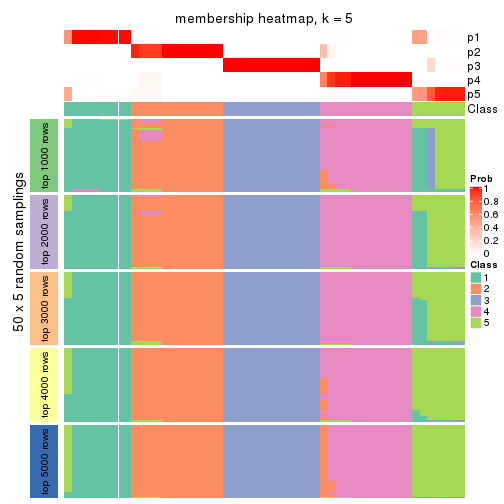 membership heatmap, k = 5
p1
p2
p3
p4
p5
Class
50 x 5 random samplings
top 1000 rows
top 2000 rows
top 3000 rows
top 4000 rows
top 5000 rows
Prob
1
0.8
0.6
0.4
0.2
0
Class
1
2
3
4
5